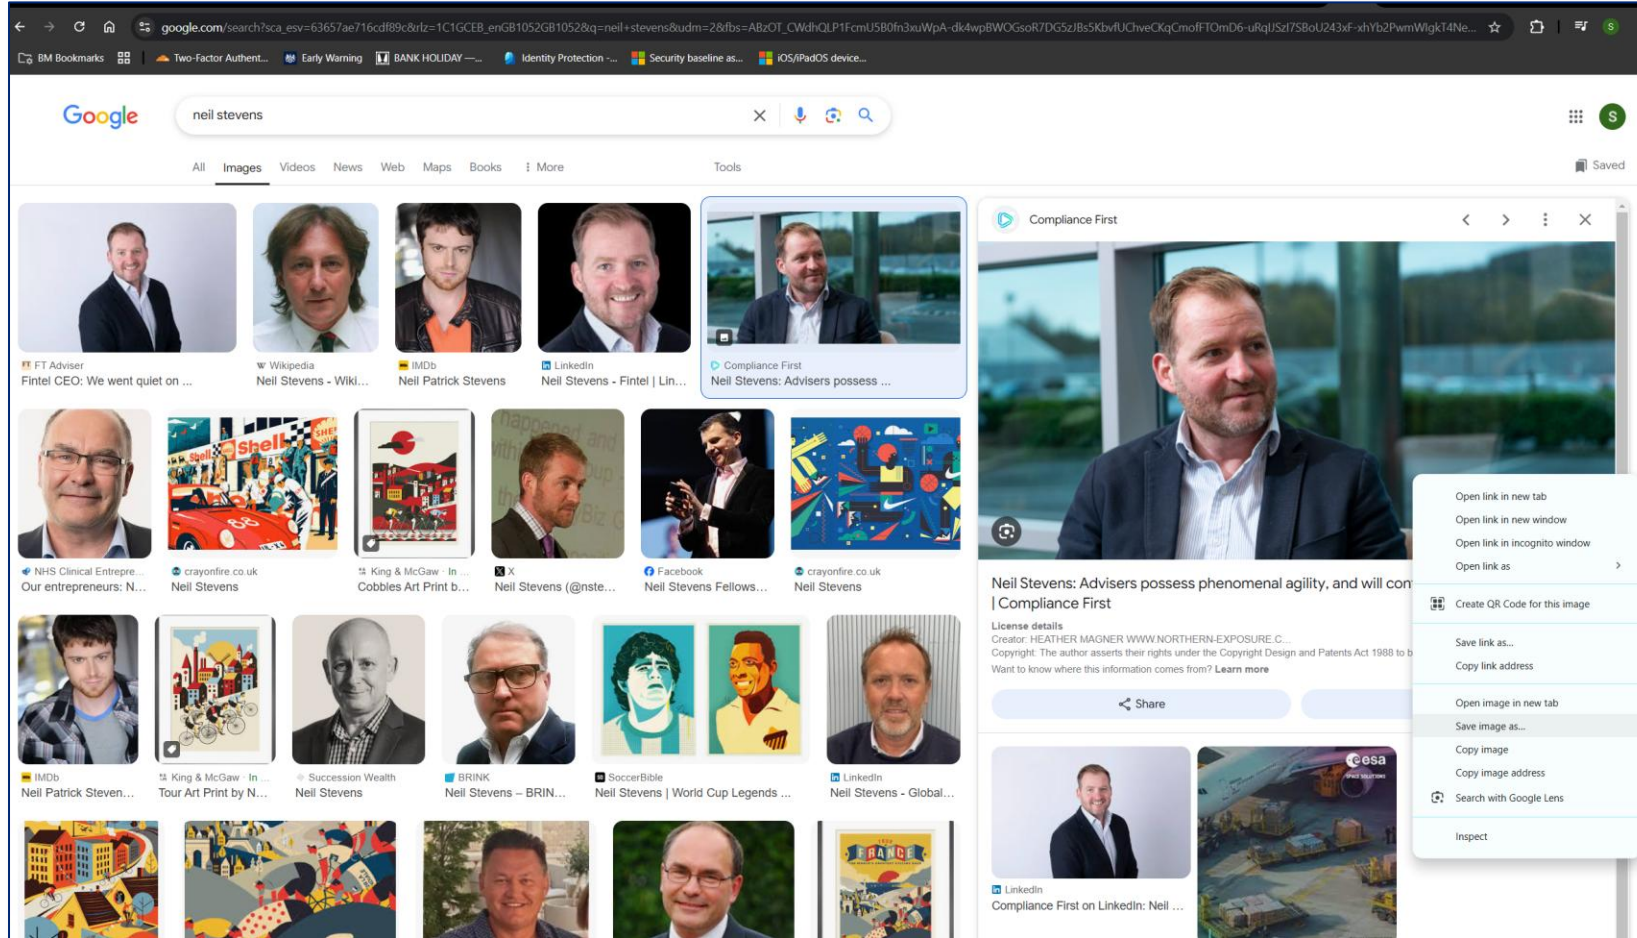 google.com/search?sca_esv=63657ae716cdf89c&rlz=1C1GCEB_enGB1052GB1052&q=neil+stevens&udm=2&fbs=
BM Bookmarks Two-Factor Authent... Early Warning BANK HOLIDAY —... Identity Protection -... Security baseline as... iOS/iPadOS device...
Google neil stevens S
All Images Videos News Web Maps Books More Tools Saved
FT Adviser
Fintel CEO: We went quiet on ...
Wikipedia
Neil Stevens - Wiki...
IMDb
Neil Patrick Stevens
LinkedIn
Neil Stevens - Fintel | Lin...
Compliance First
Neil Stevens: Advisers possess ...
Shell Shell SHE
88
happened and
NHS Clinical Entrepre...
Our entrepreneurs: N...
crayonfire.co.uk
Neil Stevens
King & McGaw · In ...
Cobbles Art Print b...
X
Neil Stevens (@nste...
Facebook
Neil Stevens Fellows...
crayonfire.co.uk
Neil Stevens
IMDb
Neil Patrick Steven...
King & McGaw · In ...
Tour Art Print by N...
Succession Wealth
Neil Stevens
BRINK
Neil Stevens – BRIN...
SoccerBible
Neil Stevens | World Cup Legends ...
LinkedIn
Neil Stevens - Global...
FRANCE
Compliance First
Neil Stevens: Advisers possess phenomenal agility, and will con
| Compliance First
License details
Creator: HEATHER MAGNER WWW.NORTHERN-EXPOSURE.C...
Copyright: The author asserts their rights under the Copyright Design and Patents Act 1988 to b
Want to know where this information comes from? Learn more
Share
esa
SPACE SOLUTIONS
LinkedIn
Compliance First on LinkedIn: Neil ...
Open link in new tab
Open link in new window
Open link in incognito window
Open link as
Create QR Code for this image
Save link as...
Copy link address
Open image in new tab
Save image as...
Copy image
Copy image address
Search with Google Lens
Inspect